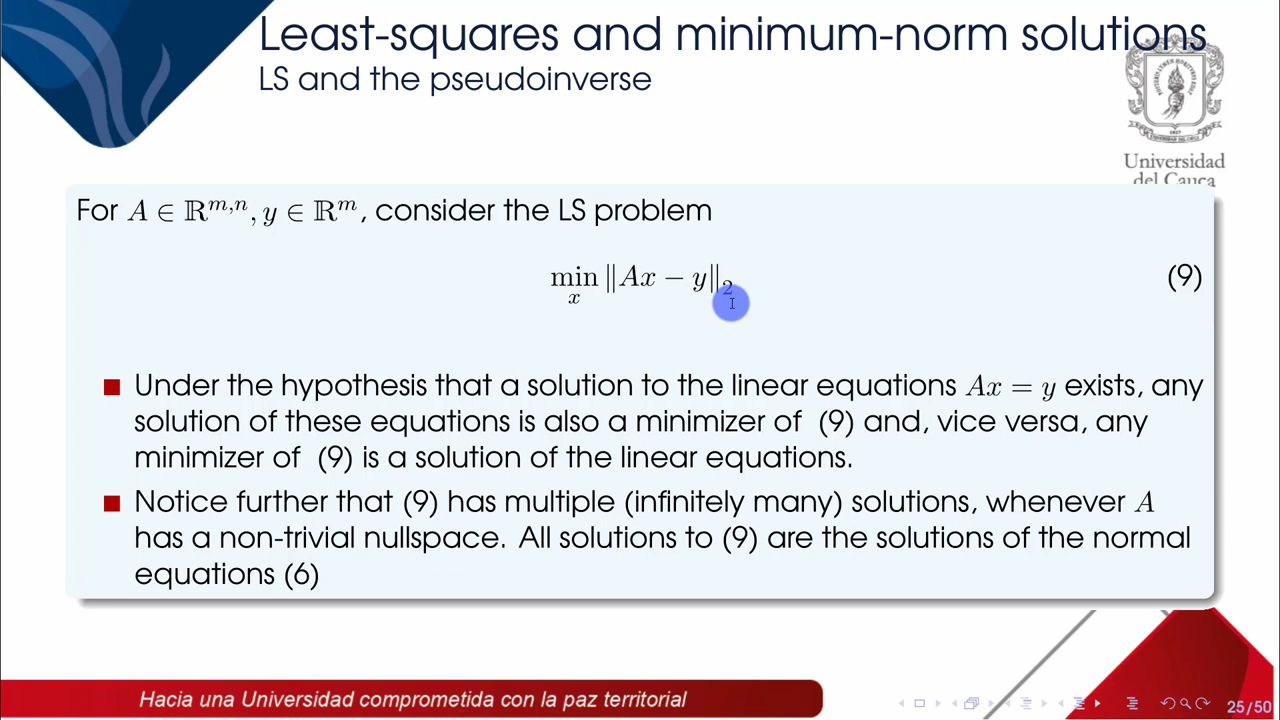 Least-squares and minimum-norm solutions
LS and the pseudoinverse
Universidad
del Cauca
For A ∈ ℝ^{m,n}, y ∈ ℝ^m, consider the LS problem
min_x ‖Ax − y‖_2 (9)
■ Under the hypothesis that a solution to the linear equations Ax = y exists, any
solution of these equations is also a minimizer of (9) and, vice versa, any
minimizer of (9) is a solution of the linear equations.
■ Notice further that (9) has multiple (infinitely many) solutions, whenever A
has a non-trivial nullspace. All solutions to (9) are the solutions of the normal
equations (6)
Hacia una Universidad comprometida con la paz territorial
25/50